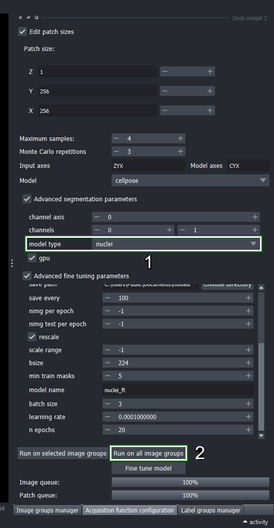 Dock widget 2
Edit patch sizes
Patch size:
Z 1
Y 256
X 256
Maximum samples: 4
Monte Carlo repetitions 3
Input axes ZYX Model axes CYX
Model cellpose
Advanced segmentation parameters
channel axis 0
channels 0 1
model type nuclei
1
gpu
Advanced fine tuning parameters
save path C:\Users\Public\Documents\models Choose directory
save every 100
nimg per epoch -1
nimg test per epoch -1
rescale
scale range -1
bsize 224
min train masks 5
model name nuclei_ft
batch size 3
learning rate 0.0001000000
n epochs 20
Run on selected image groups Run on all image groups 2
Fine tune model
Image queue: 100%
Patch queue: 100%
Image groups manager Acquisition function configuration Label groups manager
activity